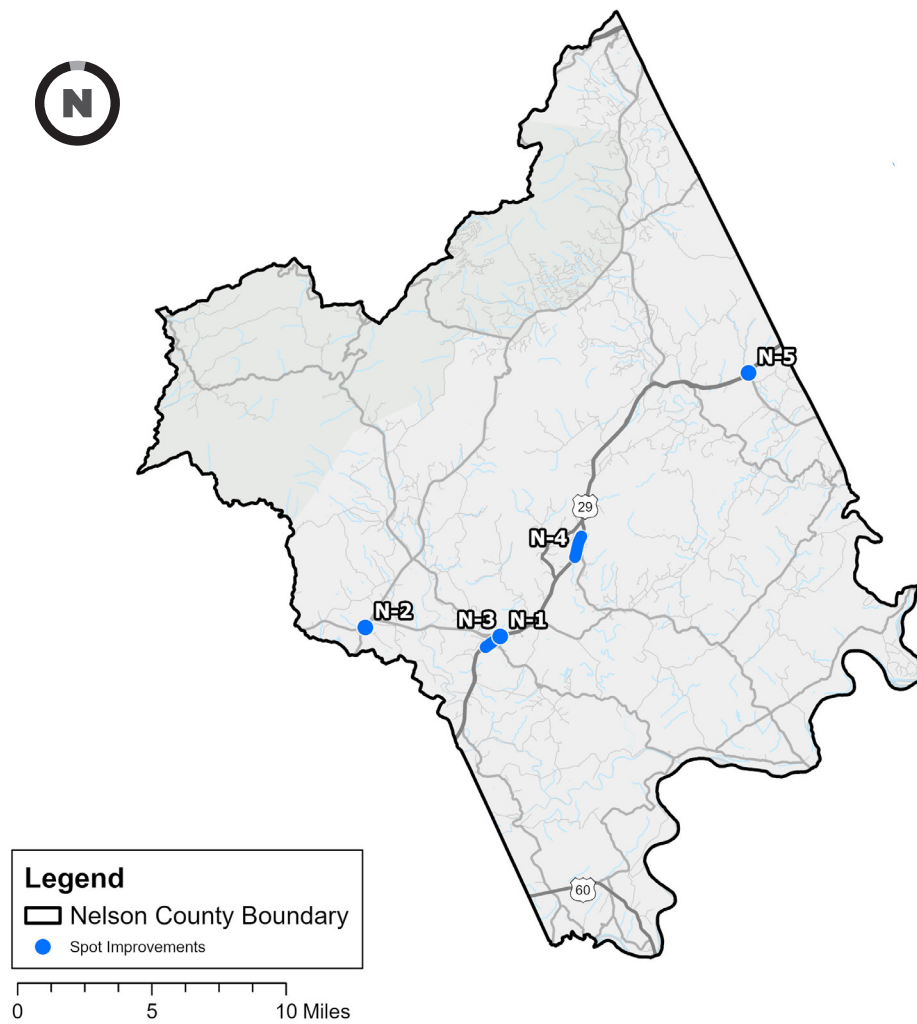 N
N-5
29
N-4
N-2
N-3
N-1
60
Legend
Nelson County Boundary
Spot Improvements
0 5 10 Miles